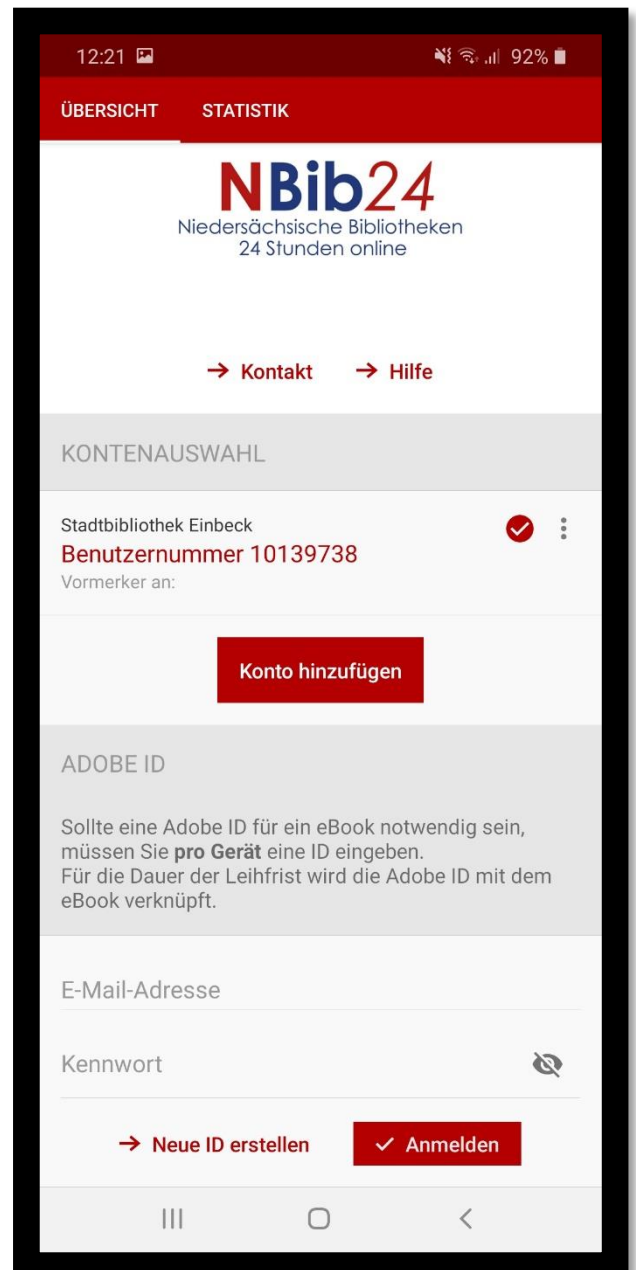 12:21 92%
ÜBERSICHT STATISTIK
NBib24
Niedersächsische Bibliotheken
24 Stunden online
→ Kontakt → Hilfe
KONTENAUSWAHL
Stadtbibliothek Einbeck
Benutzernummer 10139738
Vormerker an:
Konto hinzufügen
ADOBE ID
Sollte eine Adobe ID für ein eBook notwendig sein,
müssen Sie pro Gerät eine ID eingeben.
Für die Dauer der Leihfrist wird die Adobe ID mit dem
eBook verknüpft.
E-Mail-Adresse
Kennwort
→ Neue ID erstellen ✓ Anmelden